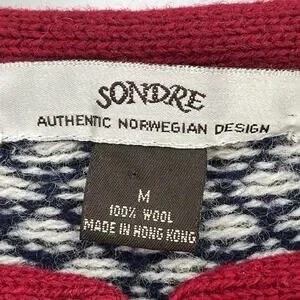 SONDRE
AUTHENTIC NORWEGIAN DESIGN
M
100% WOOL
MADE IN HONG KONG